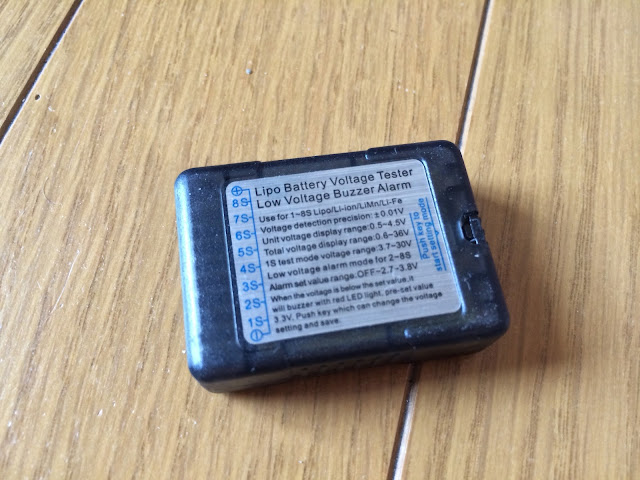 Lipo Battery Voltage Tester
Low Voltage Buzzer Alarm
Use for 1~8S Lipo/Li-ion/LiMn/Li-Fe
Voltage detection precision: ±0.01V
Unit voltage display range:0.5~4.5V
Total voltage display range:0.6~36V
1S test mode voltage range:3.7~30V
Low voltage alarm mode for 2~8S
Alarm set value range:OFF~2.7~3.8V
When the voltage is below the set value,it
will buzzer with red LED light, pre-set value
3.3V. Push key which can change the voltage
setting and save.
8S
7S
6S
5S
4S
3S
2S
1S
Push key to
start setting mode